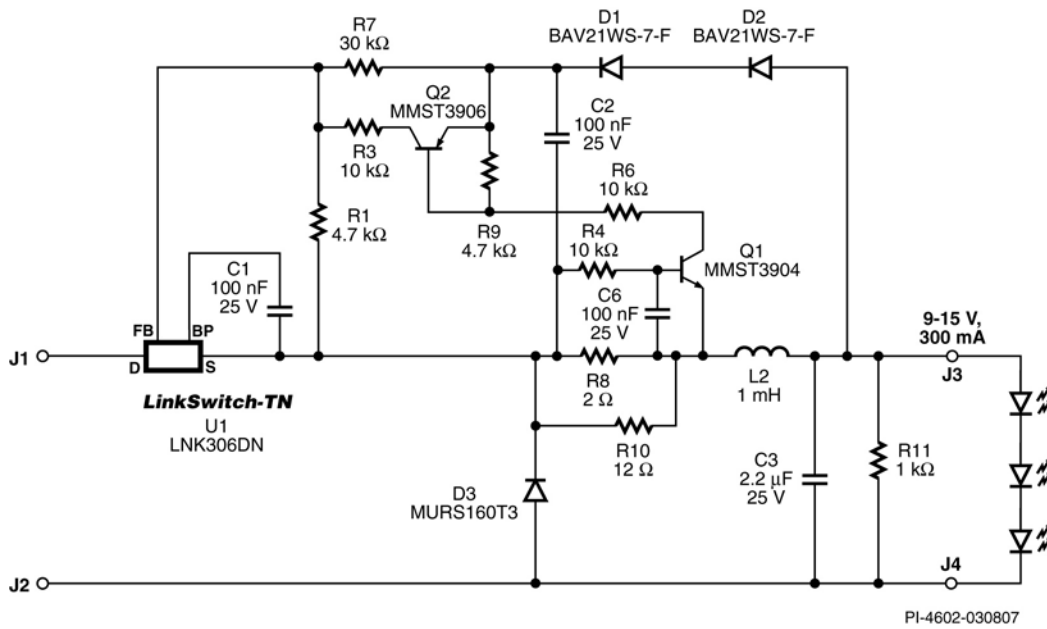 R7
30 kΩ
D1
BAV21WS-7-F
D2
BAV21WS-7-F
Q2
MMST3906
C2
100 nF
25 V
R3
10 kΩ
R6
10 kΩ
R1
4.7 kΩ
R9
4.7 kΩ
R4
10 kΩ
Q1
MMST3904
C1
100 nF
25 V
C6
100 nF
25 V
FB
BP
9-15 V,
300 mA
J1
D
S
J3
R8
2 Ω
L2
1 mH
LinkSwitch-TN
U1
LNK306DN
R10
12 Ω
C3
2.2 μF
25 V
R11
1 kΩ
D3
MURS160T3
J2
J4
PI-4602-030807